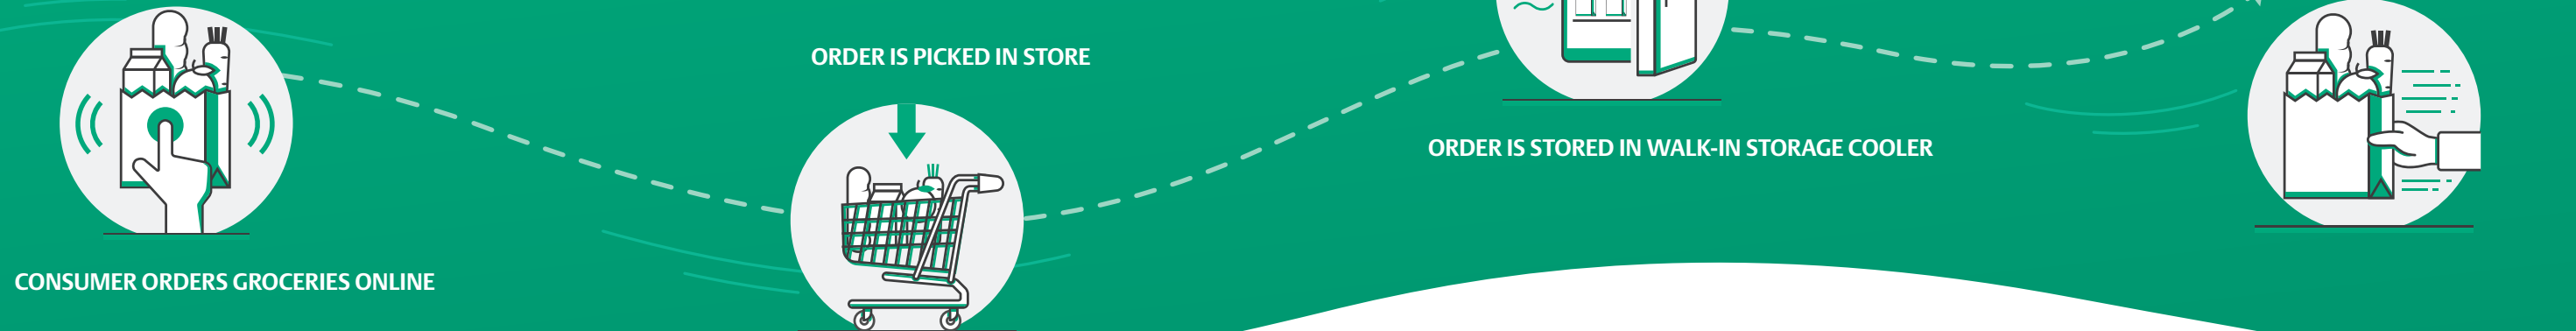 CONSUMER ORDERS GROCERIES ONLINE
ORDER IS PICKED IN STORE
ORDER IS STORED IN WALK-IN STORAGE COOLER